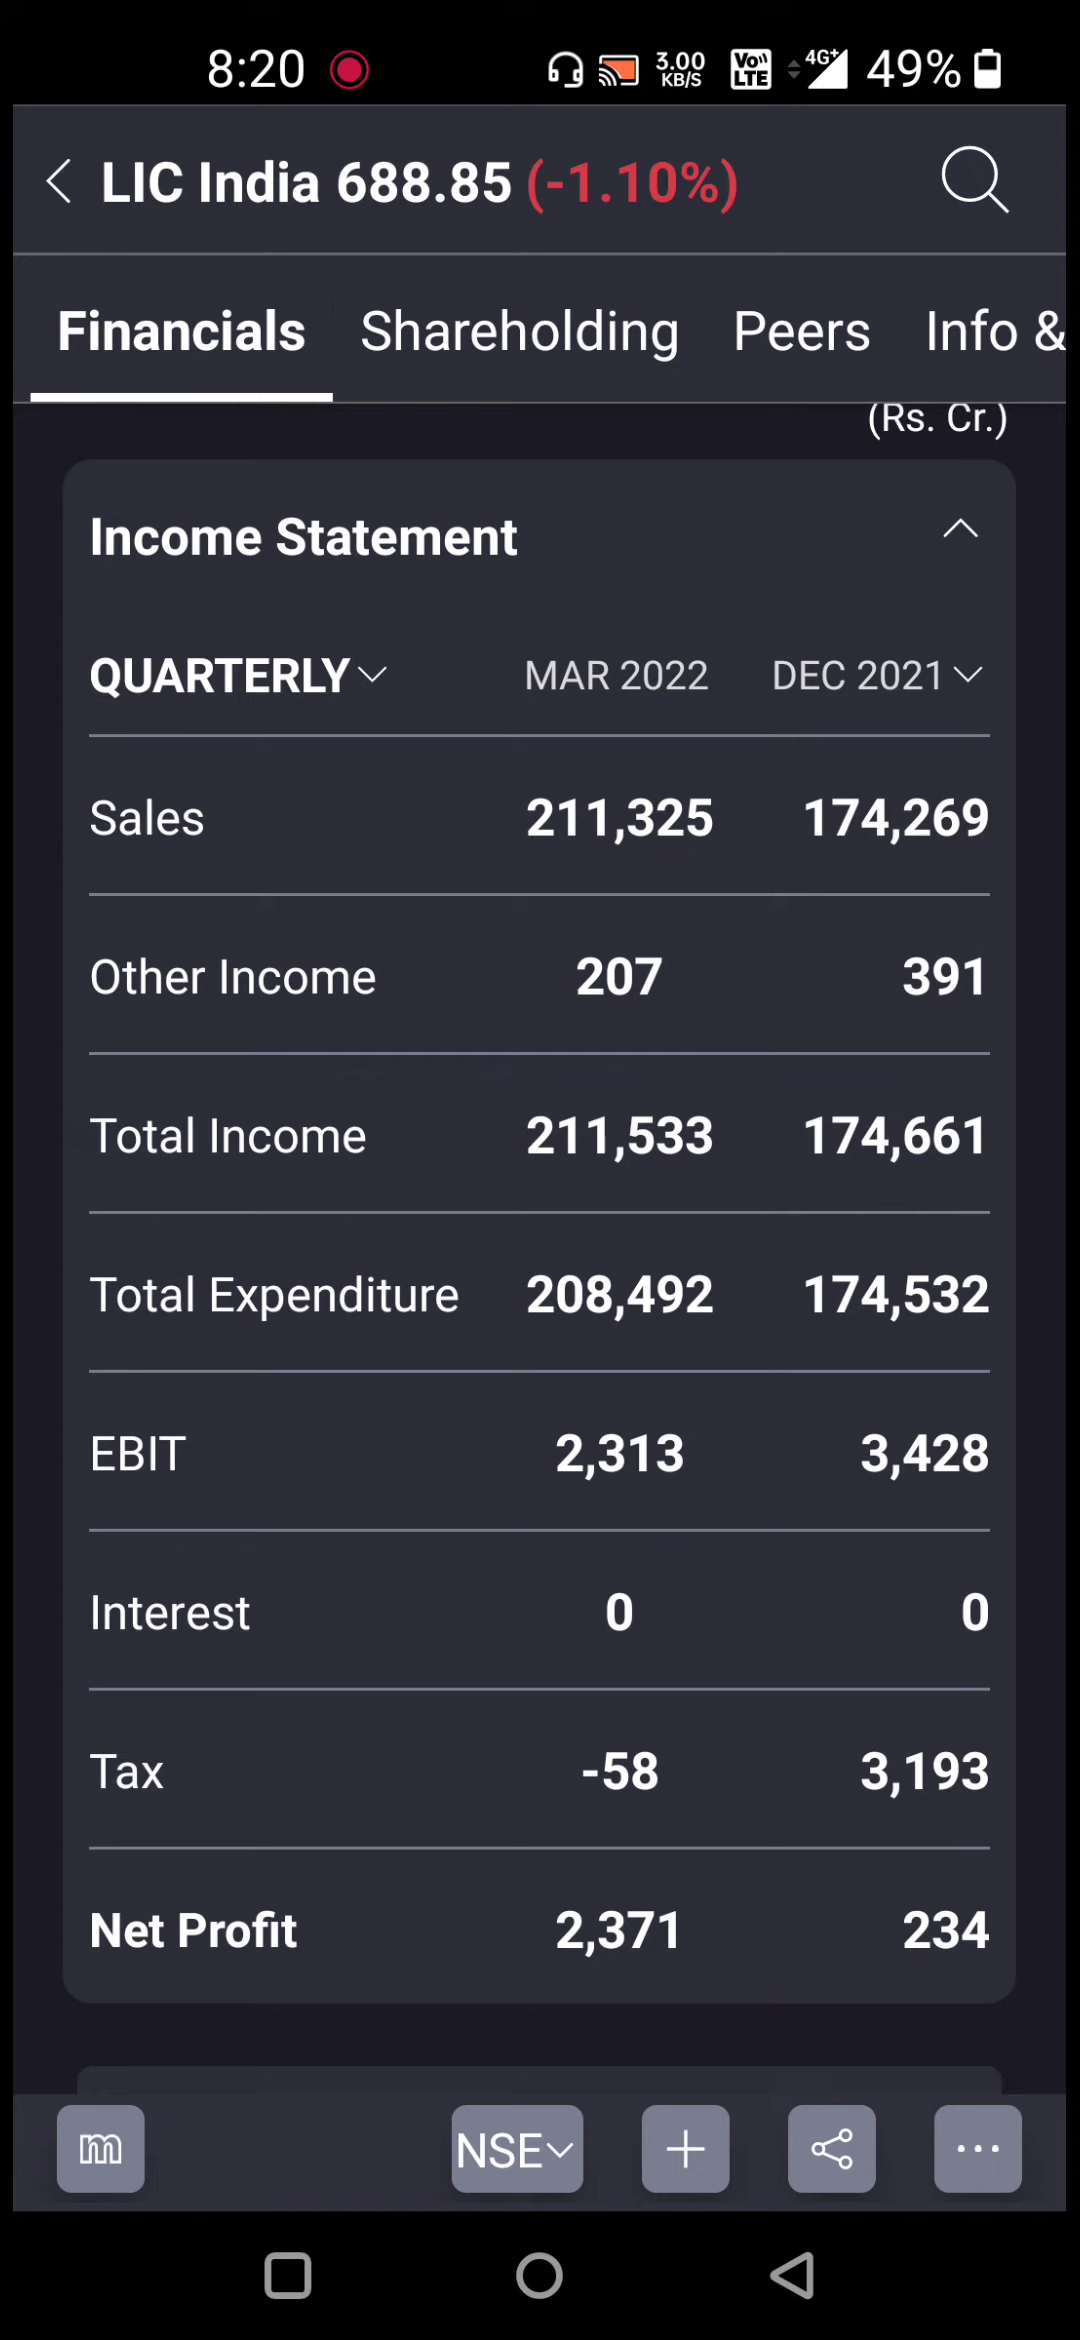 8:20 3.00 KB/S Vo)) LTE 4G+ 49%
LIC India 688.85 (-1.10%)
Financials Shareholding Peers Info &
(Rs. Cr.)
Income Statement
QUARTERLY MAR 2022 DEC 2021
Sales 211,325 174,269
Other Income 207 391
Total Income 211,533 174,661
Total Expenditure 208,492 174,532
EBIT 2,313 3,428
Interest 0 0
Tax -58 3,193
Net Profit 2,371 234
m NSE